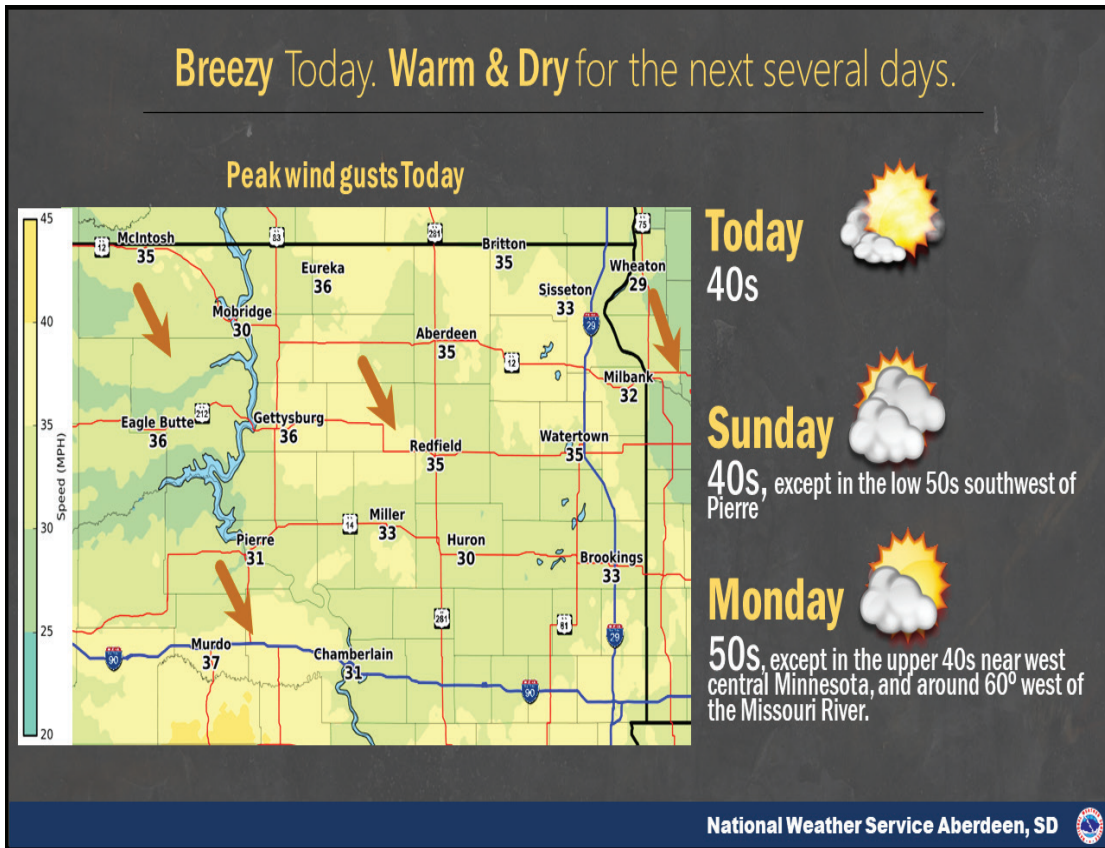 Breezy Today. Warm & Dry for the next several days.
Peak wind gusts Today
45
40
35
30
25
20
Speed (MPH)
12
McIntosh
35
83
281
Britton
35
75
Eureka
36
Wheaton
29
Sisseton
33
Mobridge
30
29
Aberdeen
35
12
Milbank
32
Eagle Butte
36
212
Gettysburg
36
Redfield
35
Watertown
35
14
Miller
33
Pierre
31
Huron
30
Brookings
33
281
81
29
Murdo
37
90
Chamberlain
31
90
Today
40s
Sunday
40s, except in the low 50s southwest of
Pierre
Monday
50s, except in the upper 40s near west
central Minnesota, and around 60º west of
the Missouri River.
National Weather Service Aberdeen, SD